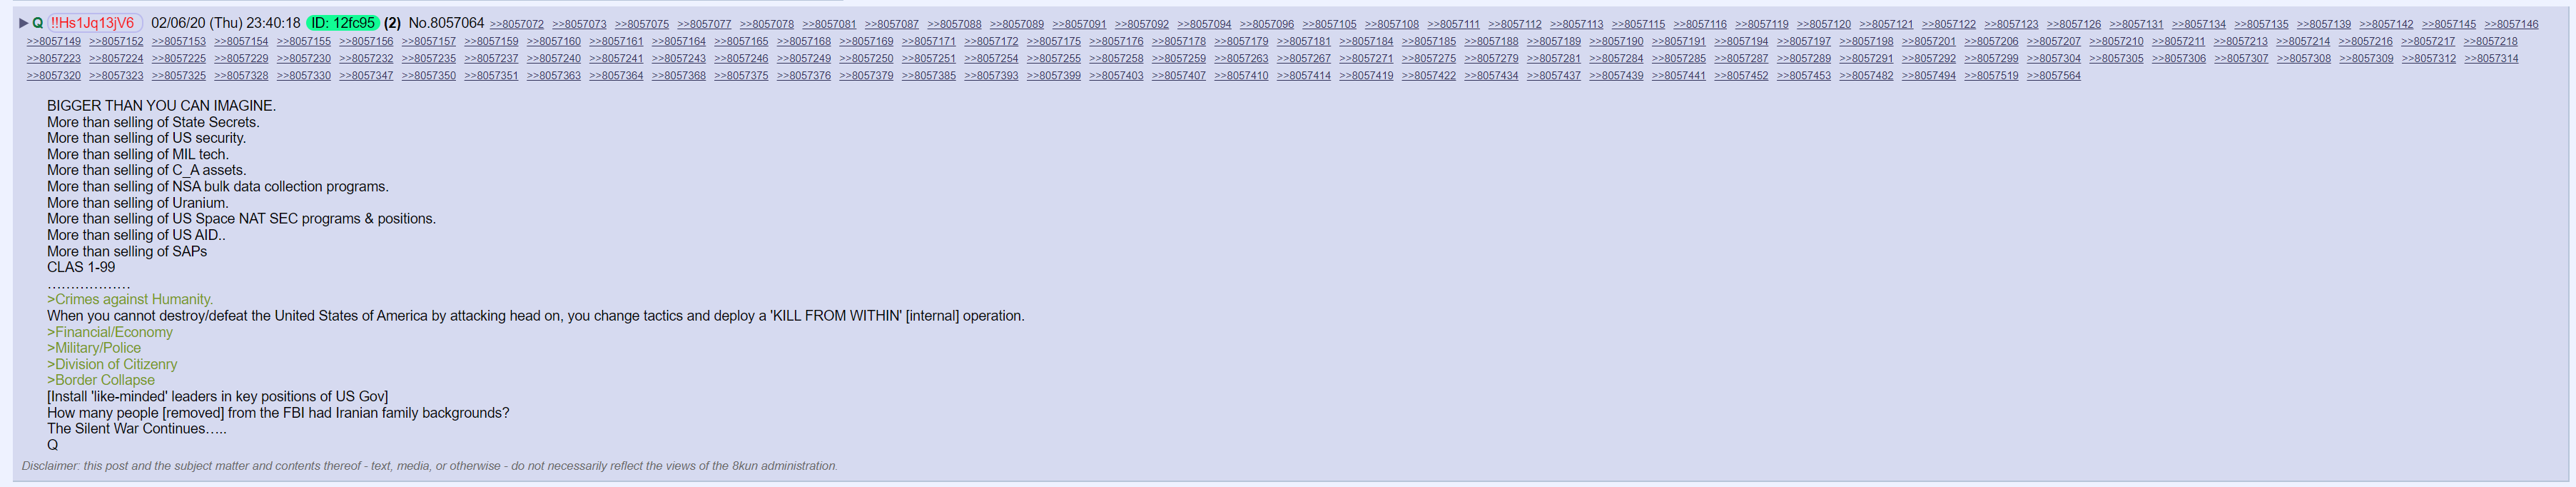 ▶ Q !!Hs1Jq13jV6 02/06/20 (Thu) 23:40:18 ID: 12fc95 (2) No.8057064 >>8057072 >>8057073 >>8057075 >>8057077 >>8057078 >>8057081 >>8057087 >>8057088 >>8057089 >>8057091 >>8057092 >>8057094 >>8057096 >>8057105 >>8057108 >>8057111 >>8057112 >>8057113 >>8057115 >>8057116 >>8057119 >>8057120 >>8057121 >>8057122 >>8057123 >>8057126 >>8057131 >>8057134 >>8057135 >>8057139 >>8057142 >>8057145 >>8057146
>>8057149 >>8057152 >>8057153 >>8057154 >>8057155 >>8057156 >>8057157 >>8057159 >>8057160 >>8057161 >>8057164 >>8057165 >>8057168 >>8057169 >>8057171 >>8057172 >>8057175 >>8057176 >>8057178 >>8057179 >>8057181 >>8057184 >>8057185 >>8057188 >>8057189 >>8057190 >>8057191 >>8057194 >>8057197 >>8057198 >>8057201 >>8057206 >>8057207 >>8057210 >>8057211 >>8057213 >>8057214 >>8057216 >>8057217 >>8057218
>>8057223 >>8057224 >>8057225 >>8057229 >>8057230 >>8057232 >>8057235 >>8057237 >>8057240 >>8057241 >>8057243 >>8057246 >>8057249 >>8057250 >>8057251 >>8057254 >>8057255 >>8057258 >>8057259 >>8057263 >>8057267 >>8057271 >>8057275 >>8057279 >>8057281 >>8057284 >>8057285 >>8057287 >>8057289 >>8057291 >>8057292 >>8057299 >>8057304 >>8057305 >>8057306 >>8057307 >>8057308 >>8057309 >>8057312 >>8057314
>>8057320 >>8057323 >>8057325 >>8057328 >>8057330 >>8057347 >>8057350 >>8057351 >>8057363 >>8057364 >>8057368 >>8057375 >>8057376 >>8057379 >>8057385 >>8057393 >>8057399 >>8057403 >>8057407 >>8057410 >>8057414 >>8057419 >>8057422 >>8057434 >>8057437 >>8057439 >>8057441 >>8057452 >>8057453 >>8057482 >>8057494 >>8057519 >>8057564
BIGGER THAN YOU CAN IMAGINE.
More than selling of State Secrets.
More than selling of US security.
More than selling of MIL tech.
More than selling of C_A assets.
More than selling of NSA bulk data collection programs.
More than selling of Uranium.
More than selling of US Space NAT SEC programs & positions.
More than selling of US AID..
More than selling of SAPs
CLAS 1-99
………………
>Crimes against Humanity.
When you cannot destroy/defeat the United States of America by attacking head on, you change tactics and deploy a 'KILL FROM WITHIN' [internal] operation.
>Financial/Economy
>Military/Police
>Division of Citizenry
>Border Collapse
[Install 'like-minded' leaders in key positions of US Gov]
How many people [removed] from the FBI had Iranian family backgrounds?
The Silent War Continues…..
Q
Disclaimer: this post and the subject matter and contents thereof - text, media, or otherwise - do not necessarily reflect the views of the 8kun administration.